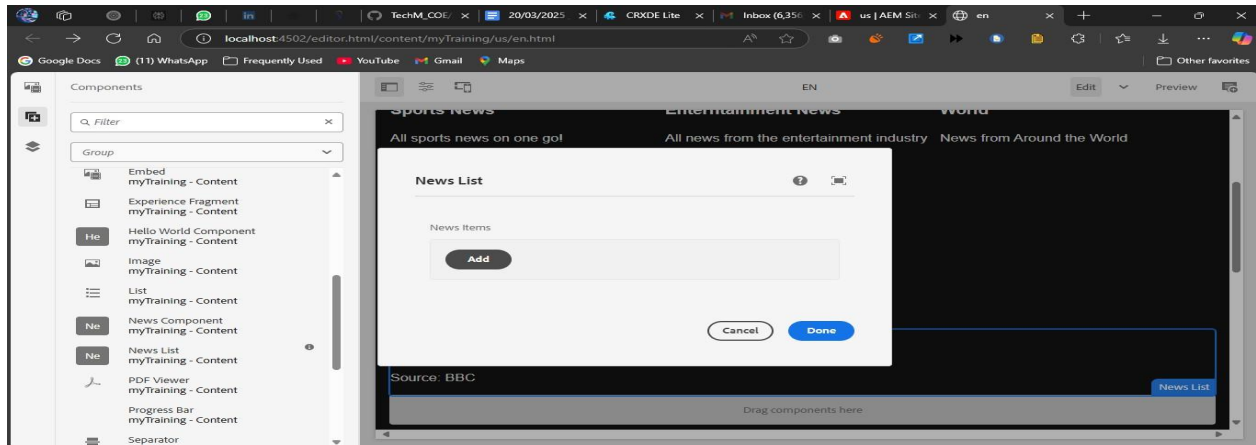 TechM_COE/
20/03/2025
CRXDE Lite
Inbox (6,356
us | AEM Site
en
localhost:4502/editor.html/content/myTraining/us/en.html
Google Docs
(11) WhatsApp
Frequently Used
YouTube
Gmail
Maps
Other favorites
Components
EN
Edit
Preview
Filter
Group
Embed
myTraining - Content
Experience Fragment
myTraining - Content
He
Hello World Component
myTraining - Content
Image
myTraining - Content
List
myTraining - Content
Ne
News Component
myTraining - Content
Ne
News List
myTraining - Content
PDF Viewer
myTraining - Content
Progress Bar
myTraining - Content
Separator
Sports News
Entertainment News
World
All sports news on one go!
All news from the entertainment industry
News from Around the World
News List
News Items
Add
Cancel
Done
Source: BBC
News List
Drag components here